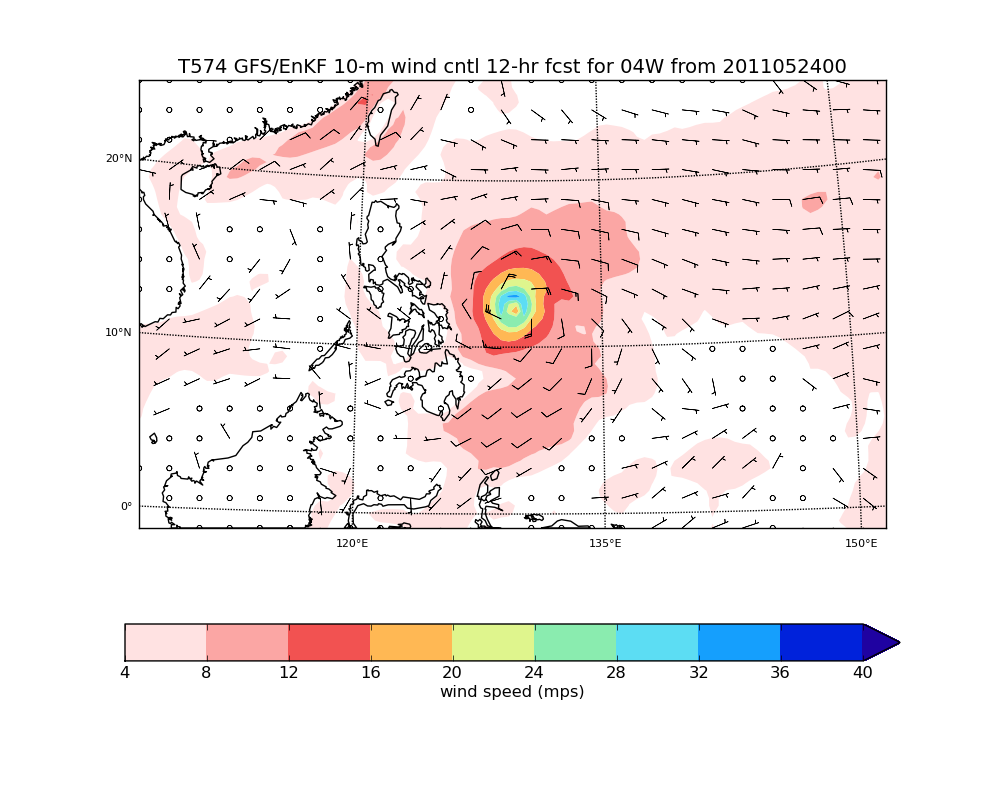 T574 GFS/EnKF 10-m wind cntl 12-hr fcst for 04W from 2011052400
20°N
10°N
0°
120°E 135°E 150°E
4 8 12 16 20 24 28 32 36 40
wind speed (mps)